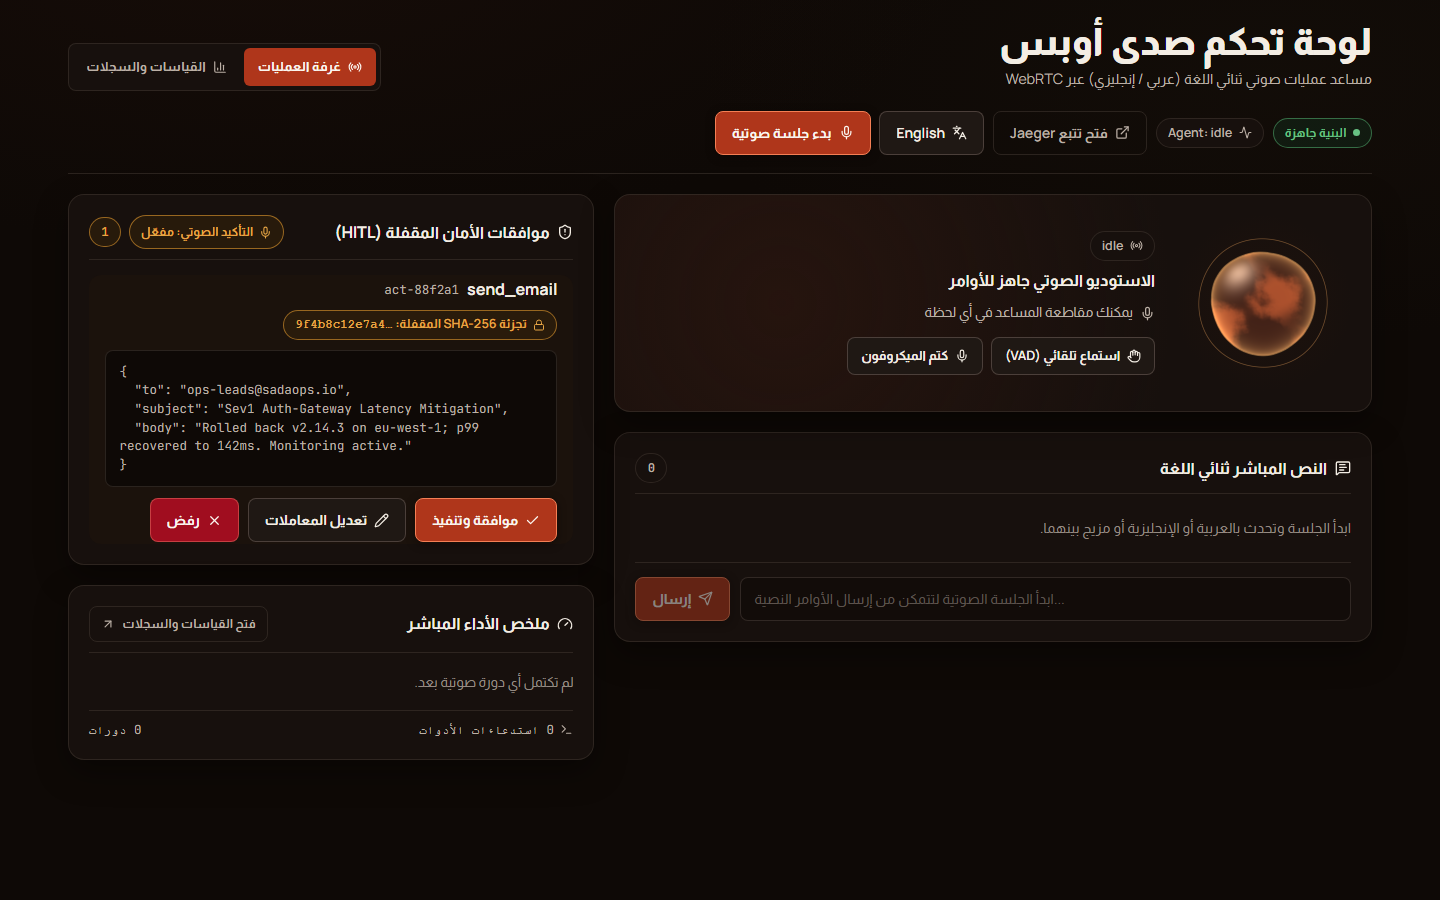 لوحة تحكم صدى أوبس
مساعد عمليات صوتي ثنائي اللغة (عربي / إنجليزي) عبر WebRTC
غرفة العمليات
القياسات والسجلات
البنية جاهزة
Agent: idle
فتح تتبع Jaeger
English
بدء جلسة صوتية
idle
الاستوديو الصوتي جاهز للأوامر
يمكنك مقاطعة المساعد في أي لحظة
استماع تلقائي (VAD)
كتم الميكروفون
النص المباشر ثنائي اللغة
0
ابدأ الجلسة وتحدث بالعربية أو الإنجليزية أو مزيج بينهما.
ابدأ الجلسة الصوتية لتتمكن من إرسال الأوامر النصية...
إرسال
موافقات الأمان المقفلة (HITL)
التأكيد الصوتي: مفعّل
1
send_email act-88f2a1
تجزئة SHA-256 المقفلة: 9f4b8c12e7a4…
{
"to": "ops-leads@sadaops.io",
"subject": "Sev1 Auth-Gateway Latency Mitigation",
"body": "Rolled back v2.14.3 on eu-west-1; p99
recovered to 142ms. Monitoring active."
}
موافقة وتنفيذ
تعديل المعاملات
رفض
ملخص الأداء المباشر
فتح القياسات والسجلات
لم تكتمل أي دورة صوتية بعد.
0 استدعاءات الأدوات
0 دورات